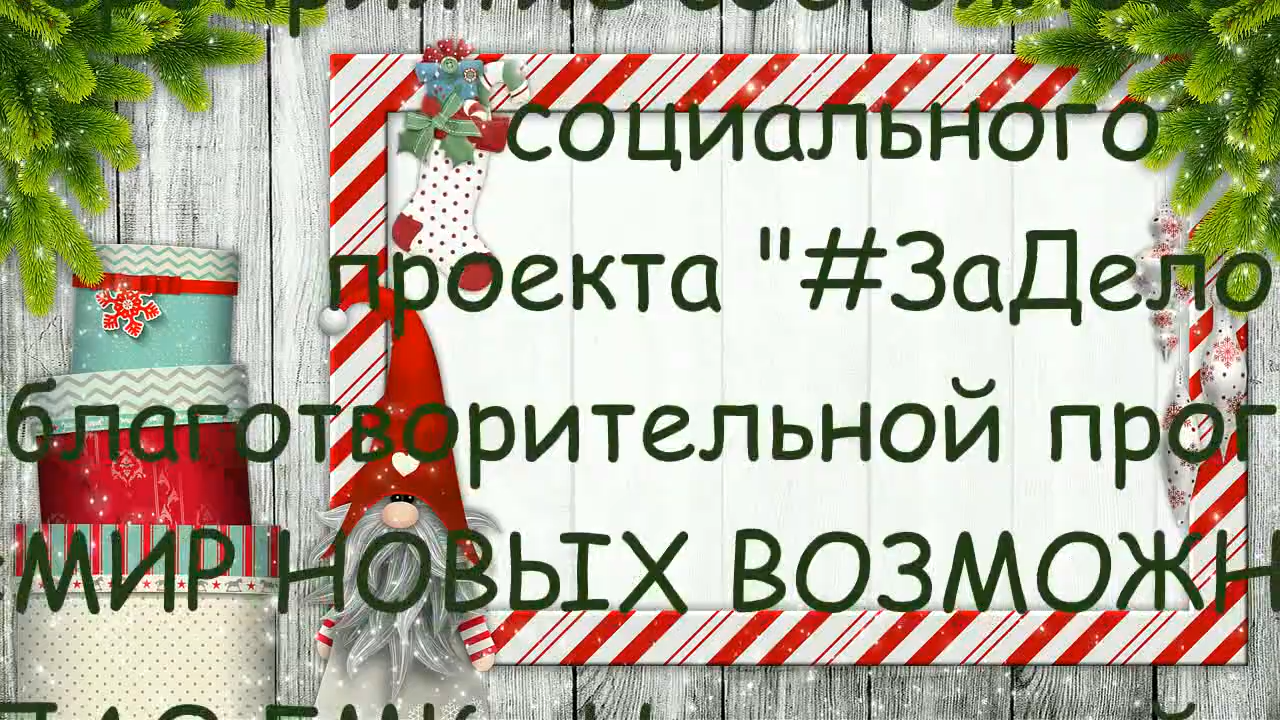 социального
проекта "#ЗаДело
благотворительной прог
МИР НОВЫХ ВОЗМОЖН